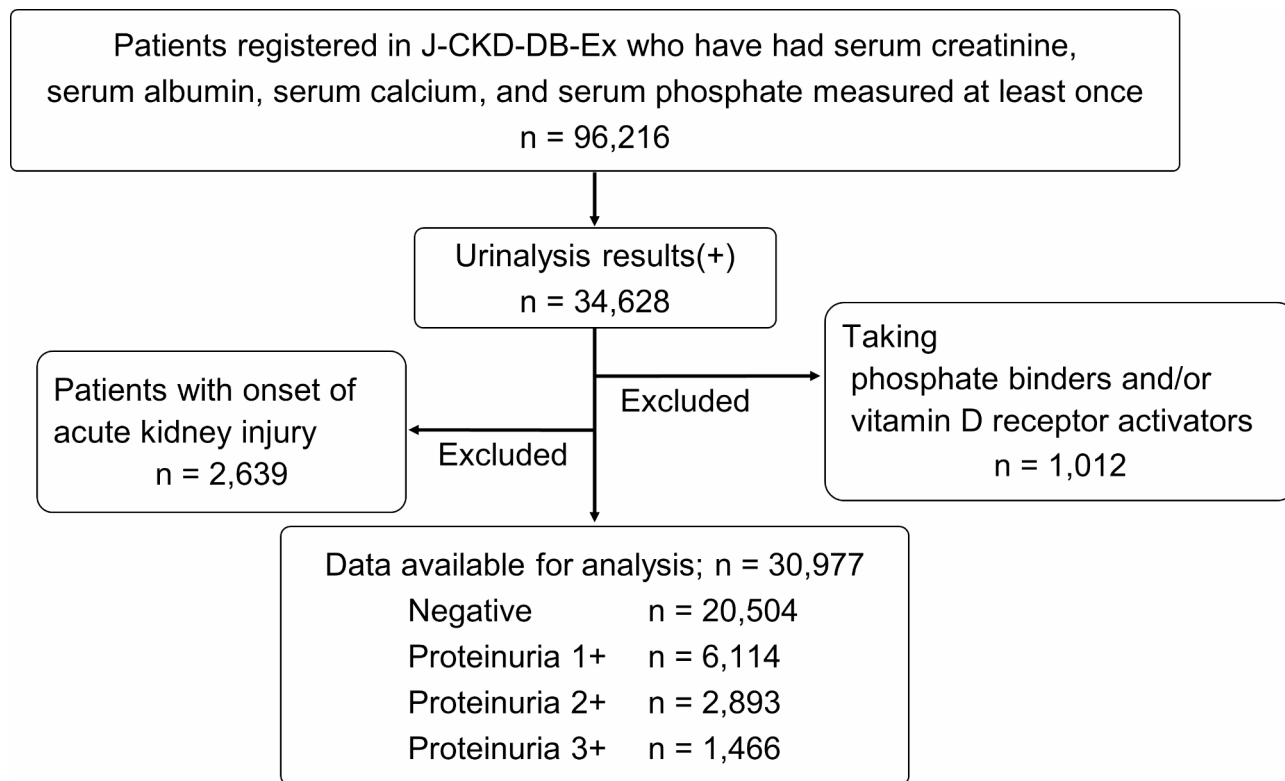 Patients registered in J-CKD-DB-Ex who have had serum creatinine,
serum albumin, serum calcium, and serum phosphate measured at least once
n = 96,216
Urinalysis results(+)
n = 34,628
Taking
phosphate binders and/or
vitamin D receptor activators
n = 1,012
Excluded
Patients with onset of
acute kidney injury
n = 2,639
Excluded
Data available for analysis; n = 30,977
Negative n = 20,504
Proteinuria 1+ n = 6,114
Proteinuria 2+ n = 2,893
Proteinuria 3+ n = 1,466